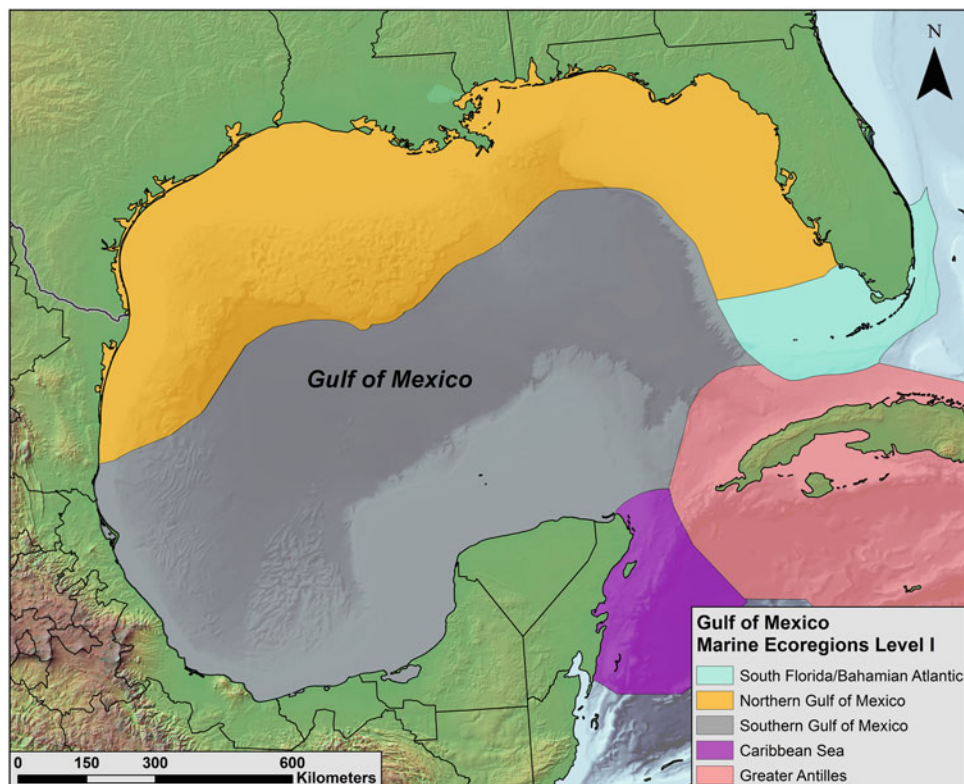 N
Gulf of Mexico
Gulf of Mexico
Marine Ecoregions Level I
South Florida/Bahamian Atlantic
Northern Gulf of Mexico
Southern Gulf of Mexico
Caribbean Sea
Greater Antilles
0 150 300 600
Kilometers